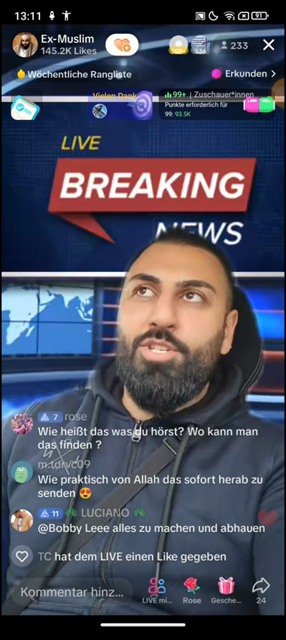 13:11
91
Ex-Muslim
145.2K Likes
233
Wöchentliche Rangliste
Erkunden >
Vielen Dank
99+ | Zuschauer*innen
Punkte erforderlich für
99: 93.5K
LIVE
BREAKING
NEWS
7 rose
Wie heißt das was du hörst? Wo kann man
das finden ?
m.tdrvc09
Wie praktisch von Allah das sofort herab zu
senden 😍
11 🌿 LUCIANO 🌿
@Bobby Leee alles zu machen und abhauen
TC hat dem LIVE einen Like gegeben
Kommentar hinz...
LIVE mi...
Rose
Gesche...
24